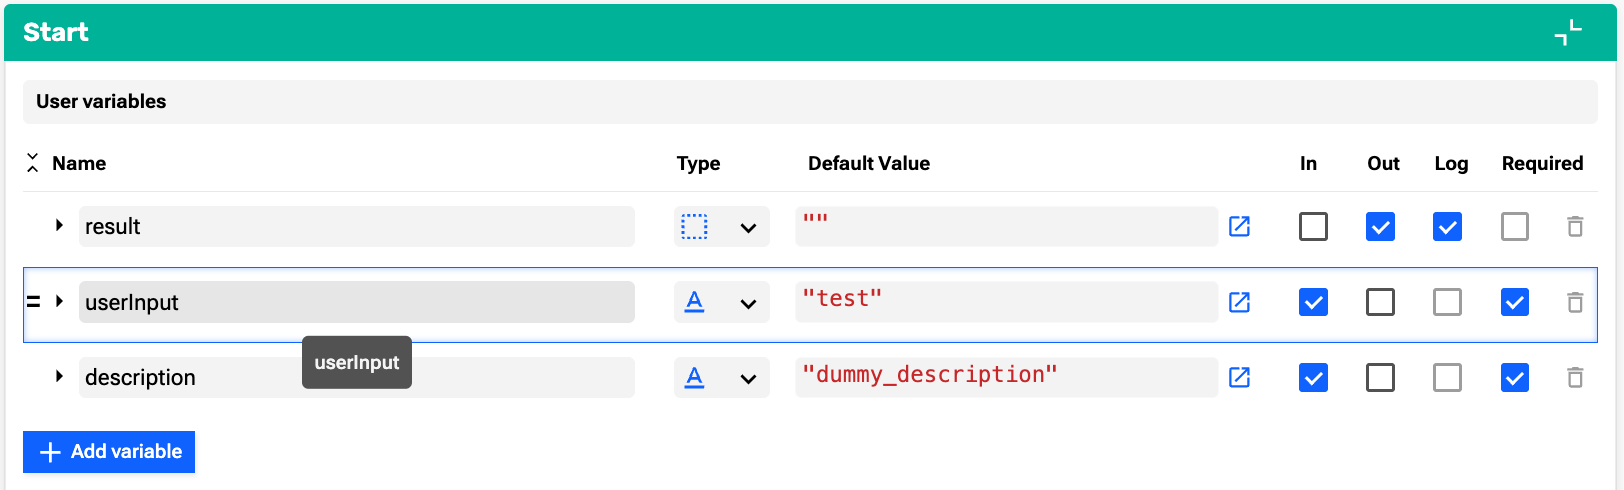 Start
User variables
Name Type Default Value In Out Log Required
result ""
userInput A "test"
userInput
description A "dummy_description"
Add variable